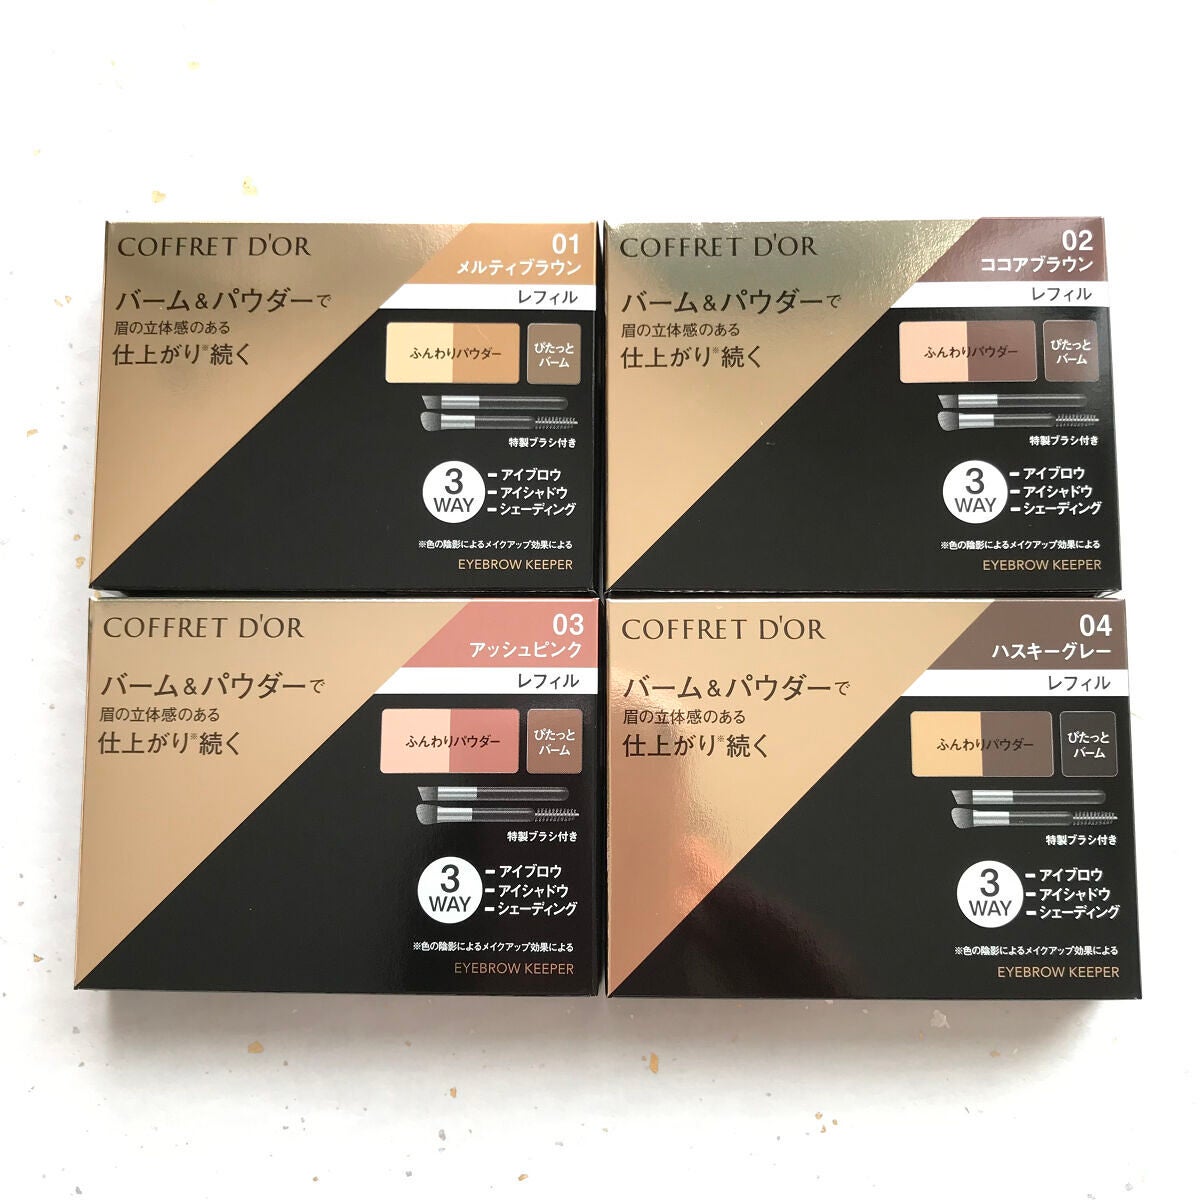 COFFRET D'OR
01
メルティブラウン
レフィル
バーム&パウダーで
眉の立体感のある
仕上がり※続く
ふんわりパウダー
ぴたっと
バーム
特製ブラシ付き
3
WAY
アイブロウ
アイシャドウ
シェーディング
※色の陰影によるメイクアップ効果による
EYEBROW KEEPER
COFFRET D'OR
02
ココアブラウン
レフィル
バーム&パウダーで
眉の立体感のある
仕上がり※続く
ふんわりパウダー
ぴたっと
バーム
特製ブラシ付き
3
WAY
アイブロウ
アイシャドウ
シェーディング
※色の陰影によるメイクアップ効果による
EYEBROW KEEPER
COFFRET D'OR
03
アッシュピンク
レフィル
バーム&パウダーで
眉の立体感のある
仕上がり※続く
ふんわりパウダー
ぴたっと
バーム
特製ブラシ付き
3
WAY
アイブロウ
アイシャドウ
シェーディング
※色の陰影によるメイクアップ効果による
EYEBROW KEEPER
COFFRET D'OR
04
ハスキーグレー
レフィル
バーム&パウダーで
眉の立体感のある
仕上がり※続く
ふんわりパウダー
ぴたっと
バーム
特製ブラシ付き
3
WAY
アイブロウ
アイシャドウ
シェーディング
※色の陰影によるメイクアップ効果による
EYEBROW KEEPER